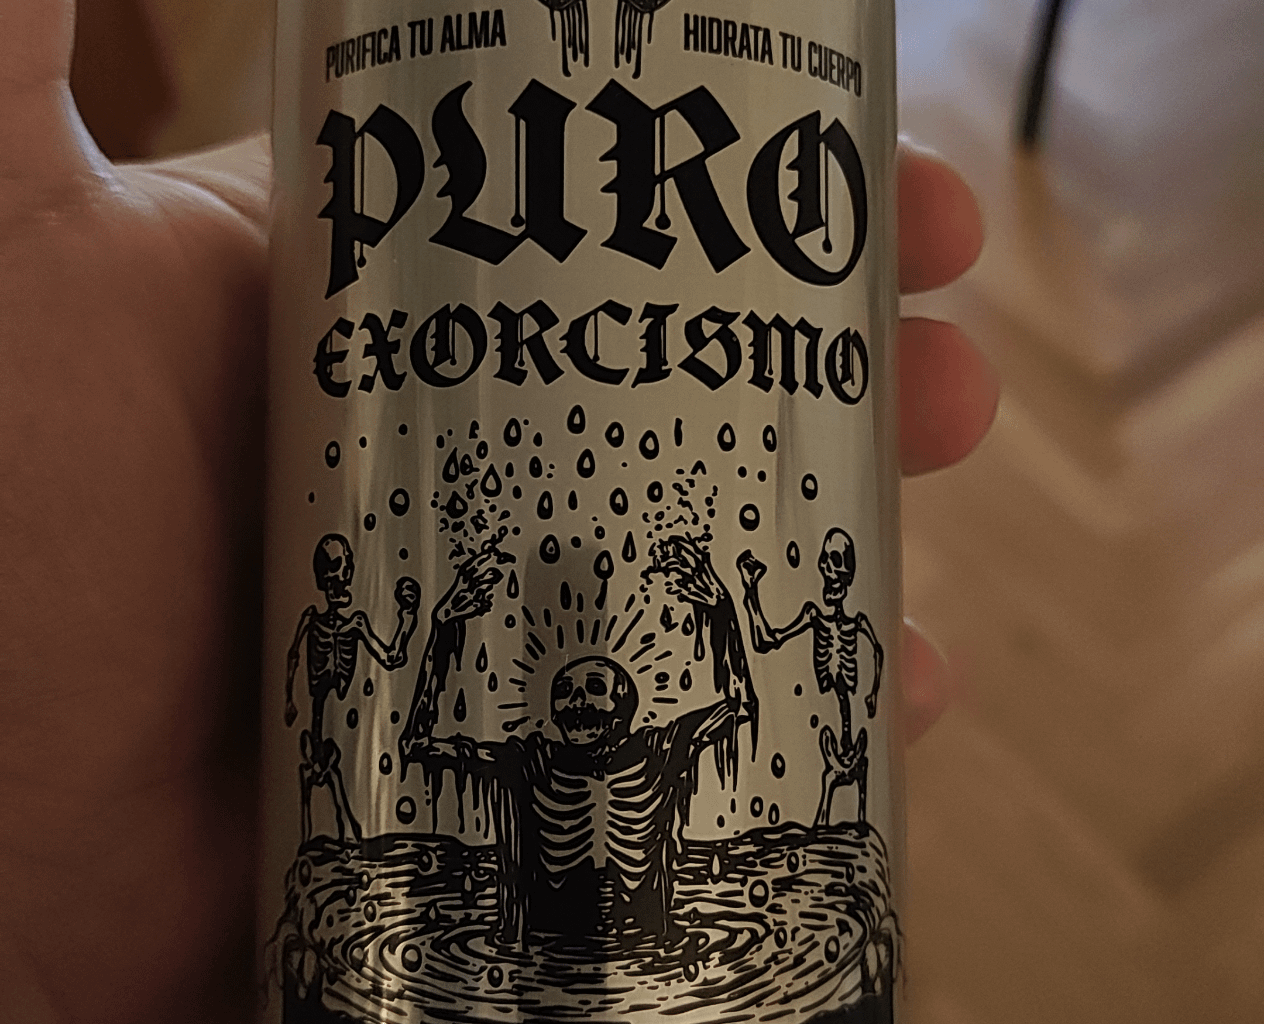 PURIFICA TU ALMA HIDRATA TU CUERPO
PURO
EXORCISMO